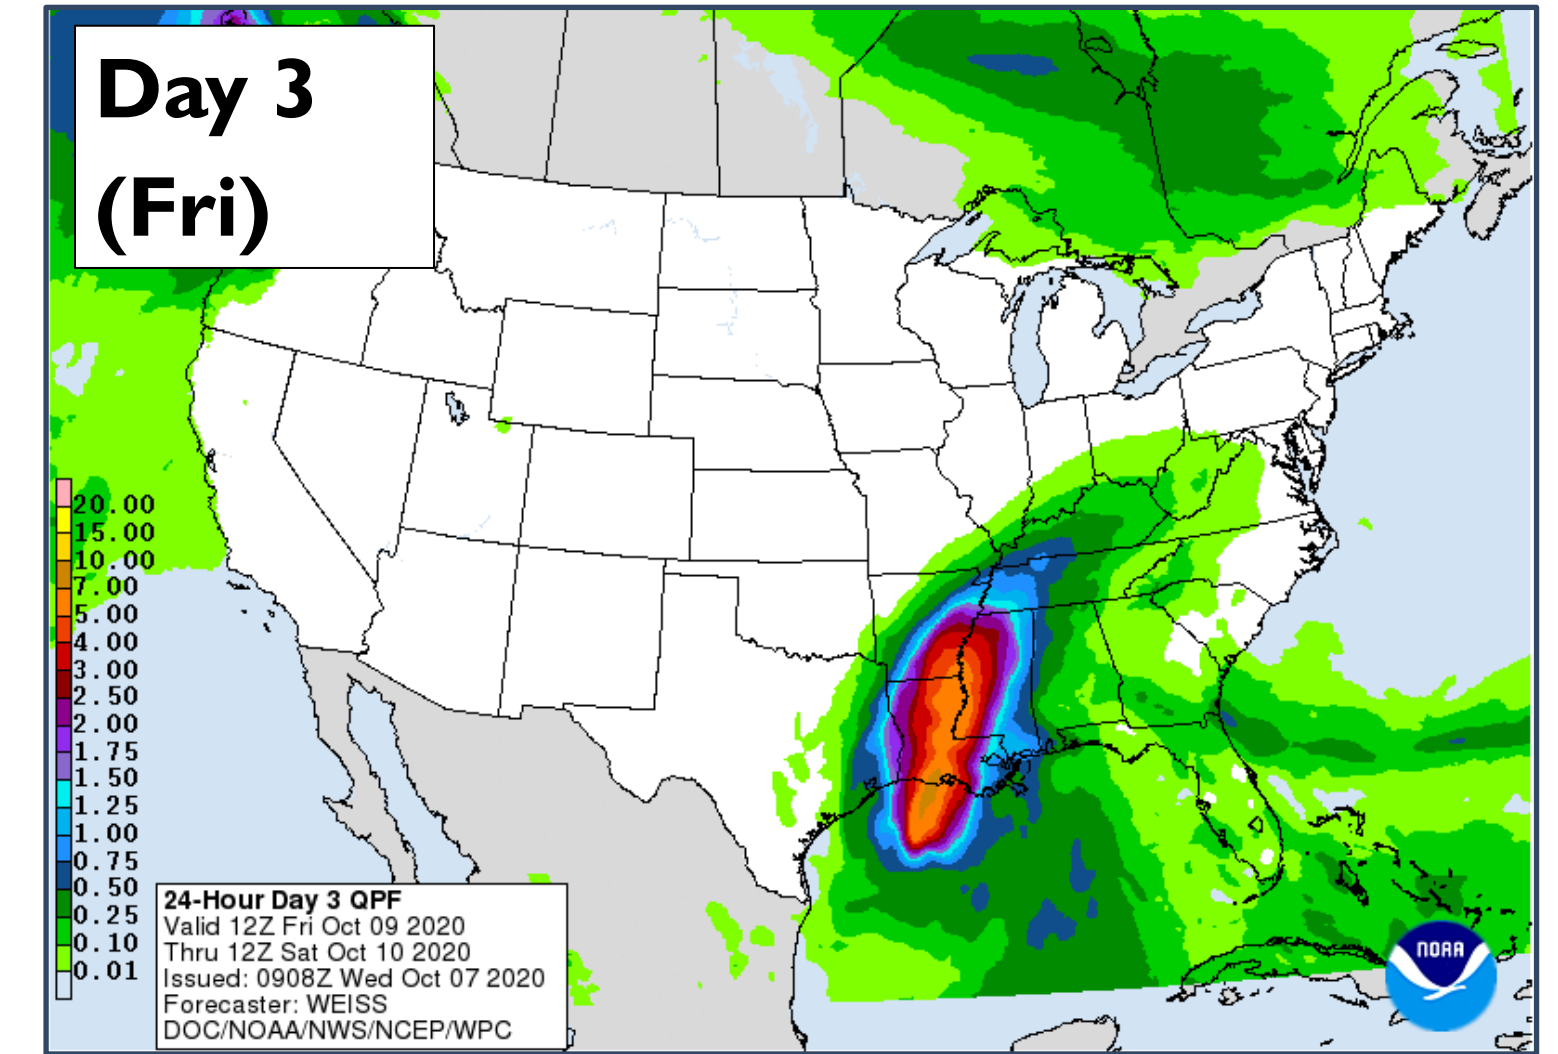 Day 3
(Fri)
20.00
15.00
10.00
7.00
5.00
4.00
3.00
2.50
2.00
1.75
1.50
1.25
1.00
0.75
0.50
0.25
0.10
0.01
24-Hour Day 3 QPF
Valid 12Z Fri Oct 09 2020
Thru 12Z Sat Oct 10 2020
Issued: 0908Z Wed Oct 07 2020
Forecaster: WEISS
DOC/NOAA/NWS/NCEP/WPC
NOAA